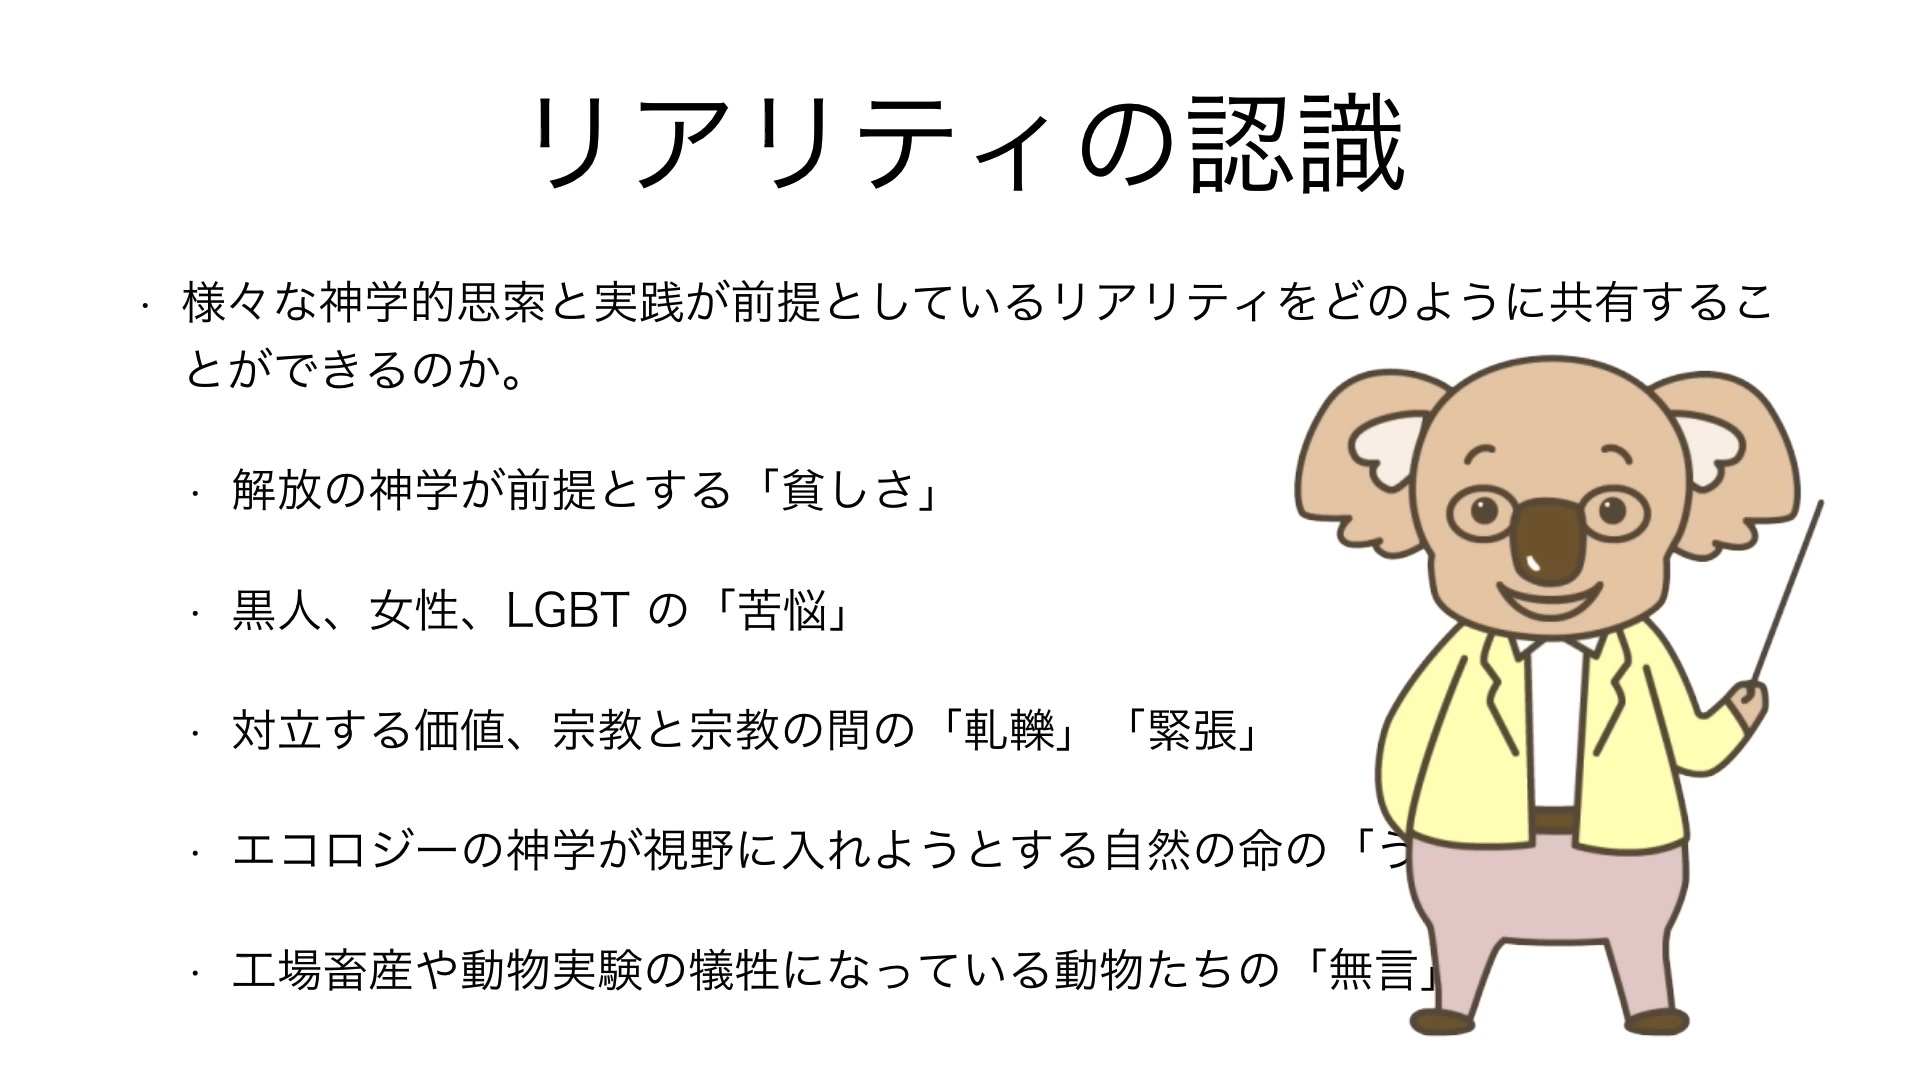 リアリティの認識
・ 様々な神学的思索と実践が前提としているリアリティをどのように共有するこ
とができるのか。
・ 解放の神学が前提とする「貧しさ」
・ 黒人、女性、LGBT の「苦悩」
・ 対立する価値、宗教と宗教の間の「軋轢」「緊張」
・ エコロジーの神学が視野に入れようとする自然の命の「う
・ 工場畜産や動物実験の犠牲になっている動物たちの「無言」